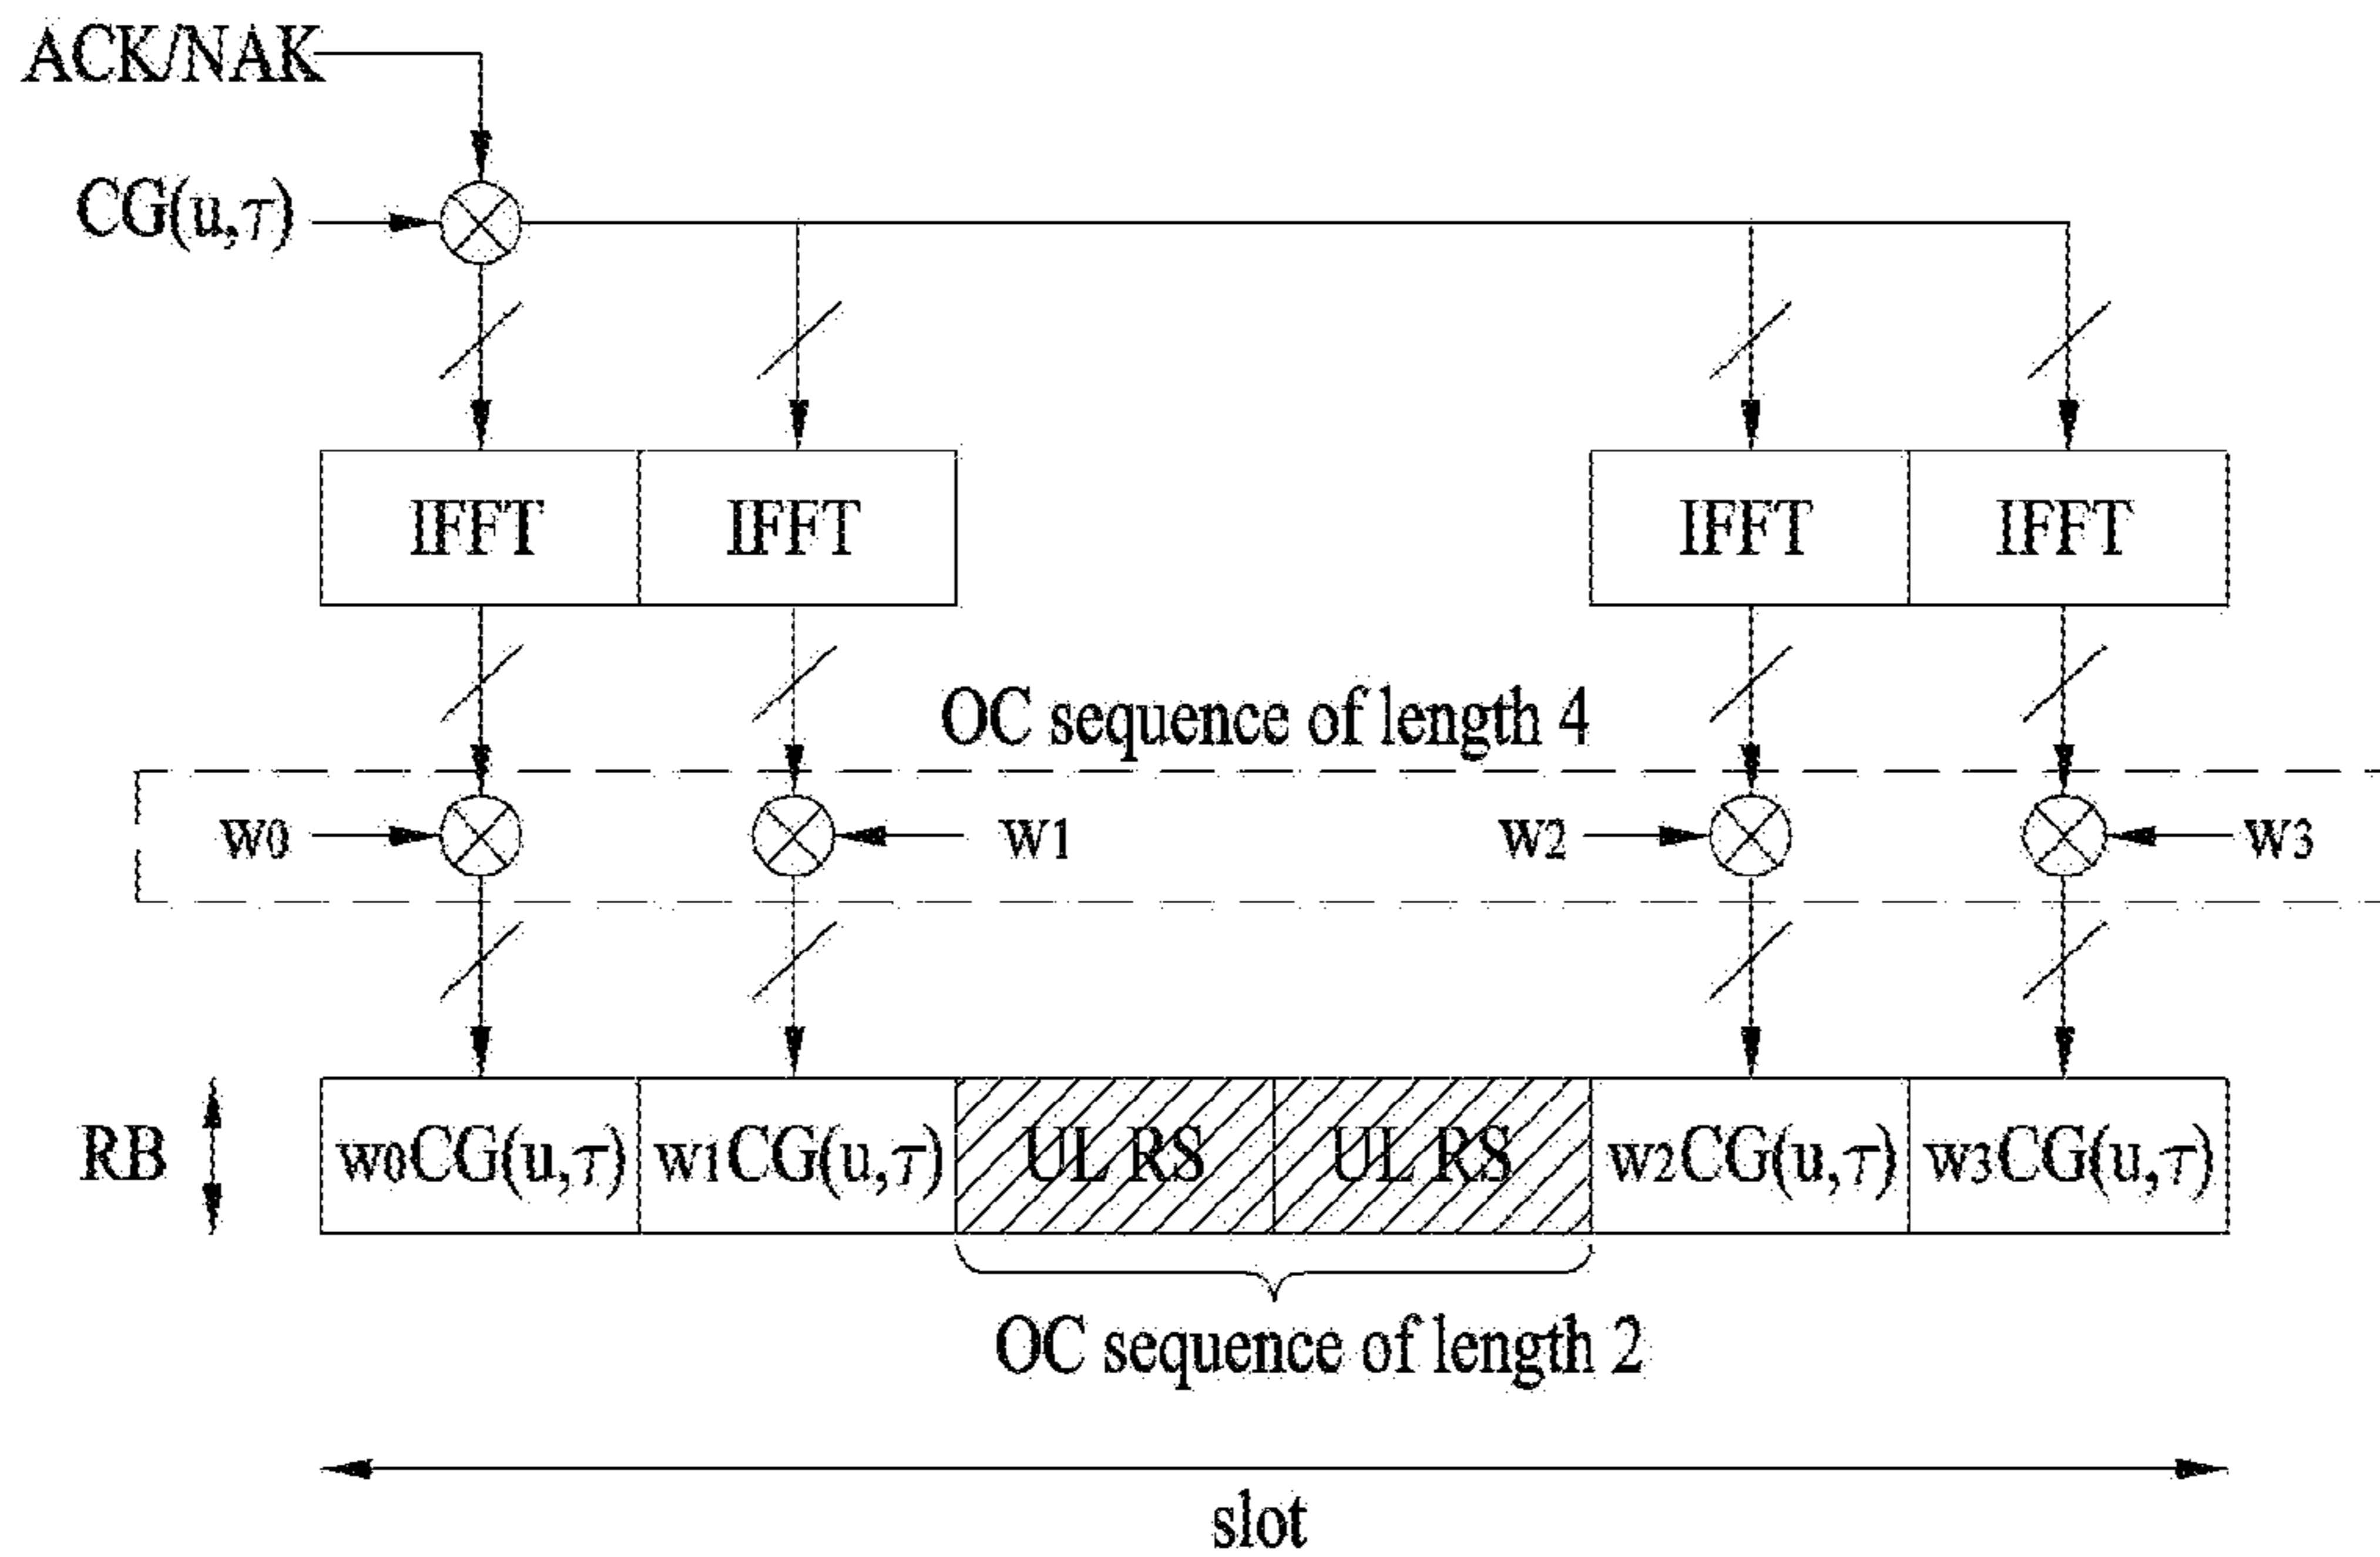 ACK/NAK
CG(u,τ)
IFFT IFFT IFFT IFFT
OC sequence of length 4
w0 w1 w2 w3
RB w0CG(u,τ) w1CG(u,τ) UL RS UL RS w2CG(u,τ) w3CG(u,τ)
OC sequence of length 2
slot